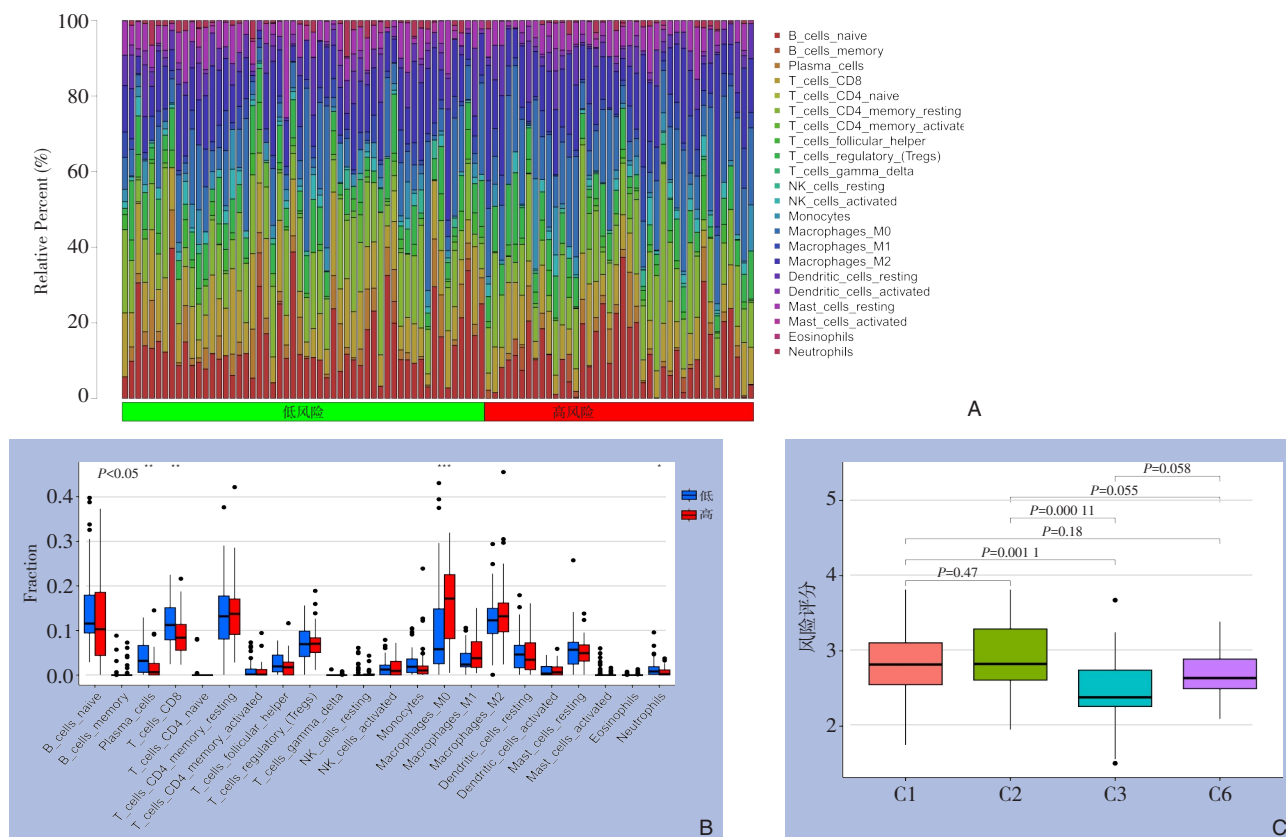 100
80
60
40
20
0
Relative Percent (%)
低风险
高风险
B_cells_naive
B_cells_memory
Plasma_cells
T_cells_CD8
T_cells_CD4_naive
T_cells_CD4_memory_resting
T_cells_CD4_memory_activate
T_cells_follicular_helper
T_cells_regulatory_(Tregs)
T_cells_gamma_delta
NK_cells_resting
NK_cells_activated
Monocytes
Macrophages_M0
Macrophages_M1
Macrophages_M2
Dendritic_cells_resting
Dendritic_cells_activated
Mast_cells_resting
Mast_cells_activated
Eosinophils
Neutrophils
A
P<0.05
**
**
***
*
低
高
0.4
0.3
0.2
0.1
0.0
Fraction
B_cells_naive
B_cells_memory
Plasma_cells
T_cells_CD8
T_cells_CD4_naive
T_cells_CD4_memory_resting
T_cells_CD4_memory_activated
T_cells_follicular_helper
T_cells_regulatory_(Tregs)
T_cells_gamma_delta
NK_cells_resting
NK_cells_activated
Monocytes
Macrophages_M0
Macrophages_M1
Macrophages_M2
Dendritic_cells_resting
Dendritic_cells_activated
Mast_cells_resting
Mast_cells_activated
Eosinophils
Neutrophils
B
P=0.058
P=0.055
P=0.000 11
P=0.18
P=0.001 1
P=0.47
5
4
3
2
风险评分
C1
C2
C3
C6
C